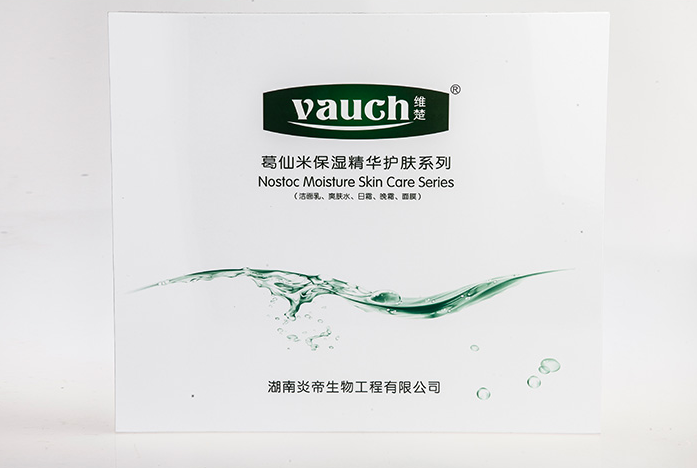 vauch 维楚 ®
葛仙米保湿精华护肤系列
Nostoc Moisture Skin Care Series
(洁面乳、爽肤水、日霜、晚霜、面膜)
湖南炎帝生物工程有限公司